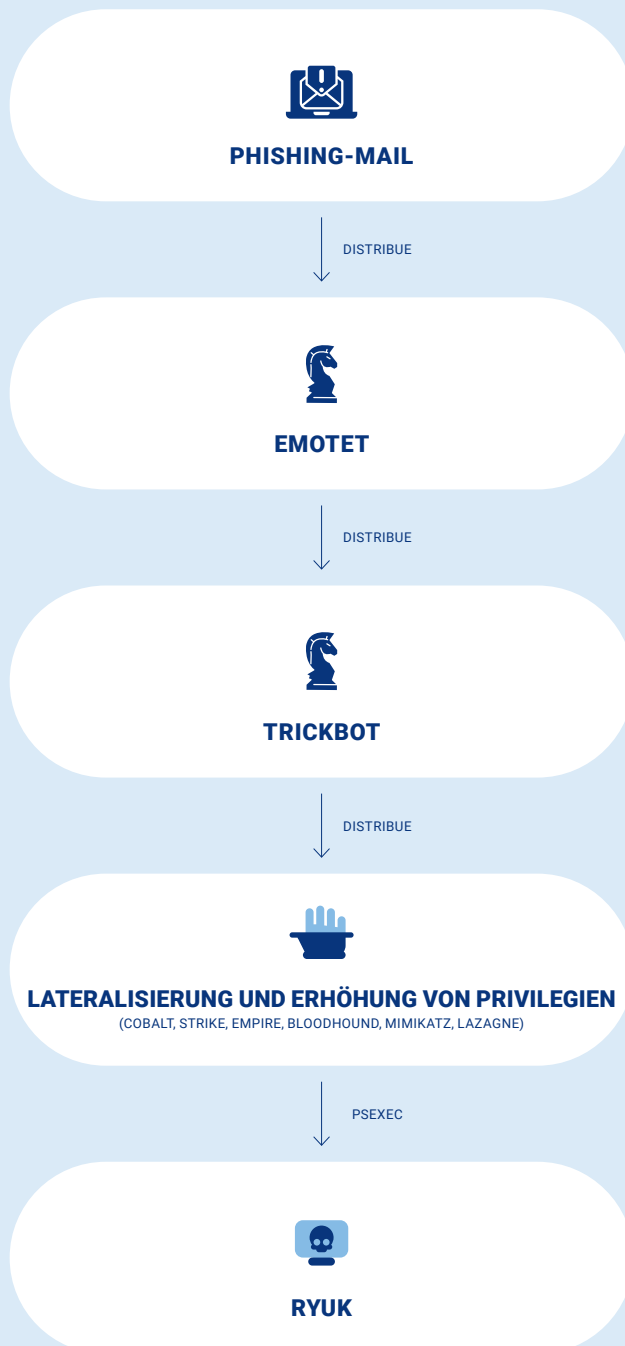 PHISHING-MAIL
DISTRIBUE
EMOTET
DISTRIBUE
TRICKBOT
DISTRIBUE
LATERALISIERUNG UND ERHÖHUNG VON PRIVILEGIEN
(COBALT, STRIKE, EMPIRE, BLOODHOUND, MIMIKATZ, LAZAGNE)
PSEXEC
RYUK